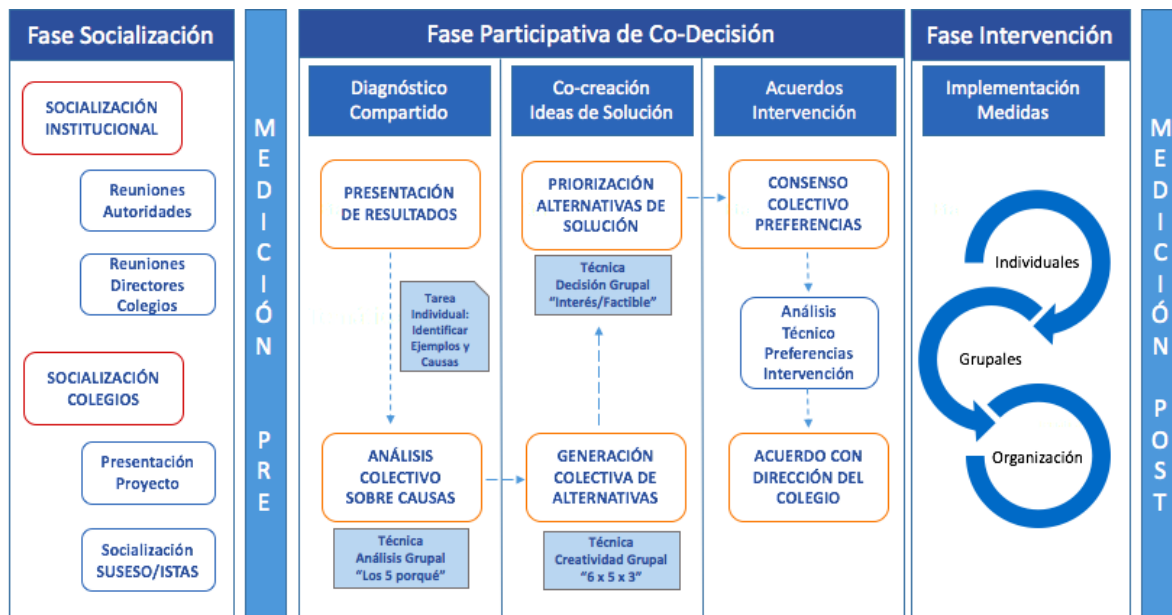 Fase Socialización
SOCIALIZACIÓN
INSTITUCIONAL
Reuniones
Autoridades
Reuniones
Directores
Colegios
SOCIALIZACIÓN
COLEGIOS
Presentación
Proyecto
Socialización
SUSESO/ISTAS
MEDICIÓN PRE
Fase Participativa de Co-Decisión
Diagnóstico
Compartido
PRESENTACIÓN
DE RESULTADOS
Tarea
Individual:
Identificar
Ejemplos y
Causas
ANÁLISIS
COLECTIVO
SOBRE CAUSAS
Técnica
Análisis Grupal
“Los 5 porqué”
Co-creación
Ideas de Solución
PRIORIZACIÓN
ALTERNATIVAS DE
SOLUCIÓN
Técnica
Decisión Grupal
“Interés/Factible”
GENERACIÓN
COLECTIVA DE
ALTERNATIVAS
Técnica
Creatividad Grupal
“6 x 5 x 3”
Acuerdos
Intervención
CONSENSO
COLECTIVO
PREFERENCIAS
Análisis
Técnico
Preferencias
Intervención
ACUERDO CON
DIRECCIÓN DEL
COLEGIO
Fase Intervención
Implementación
Medidas
Individuales
Grupales
Organización
MEDICIÓN POST